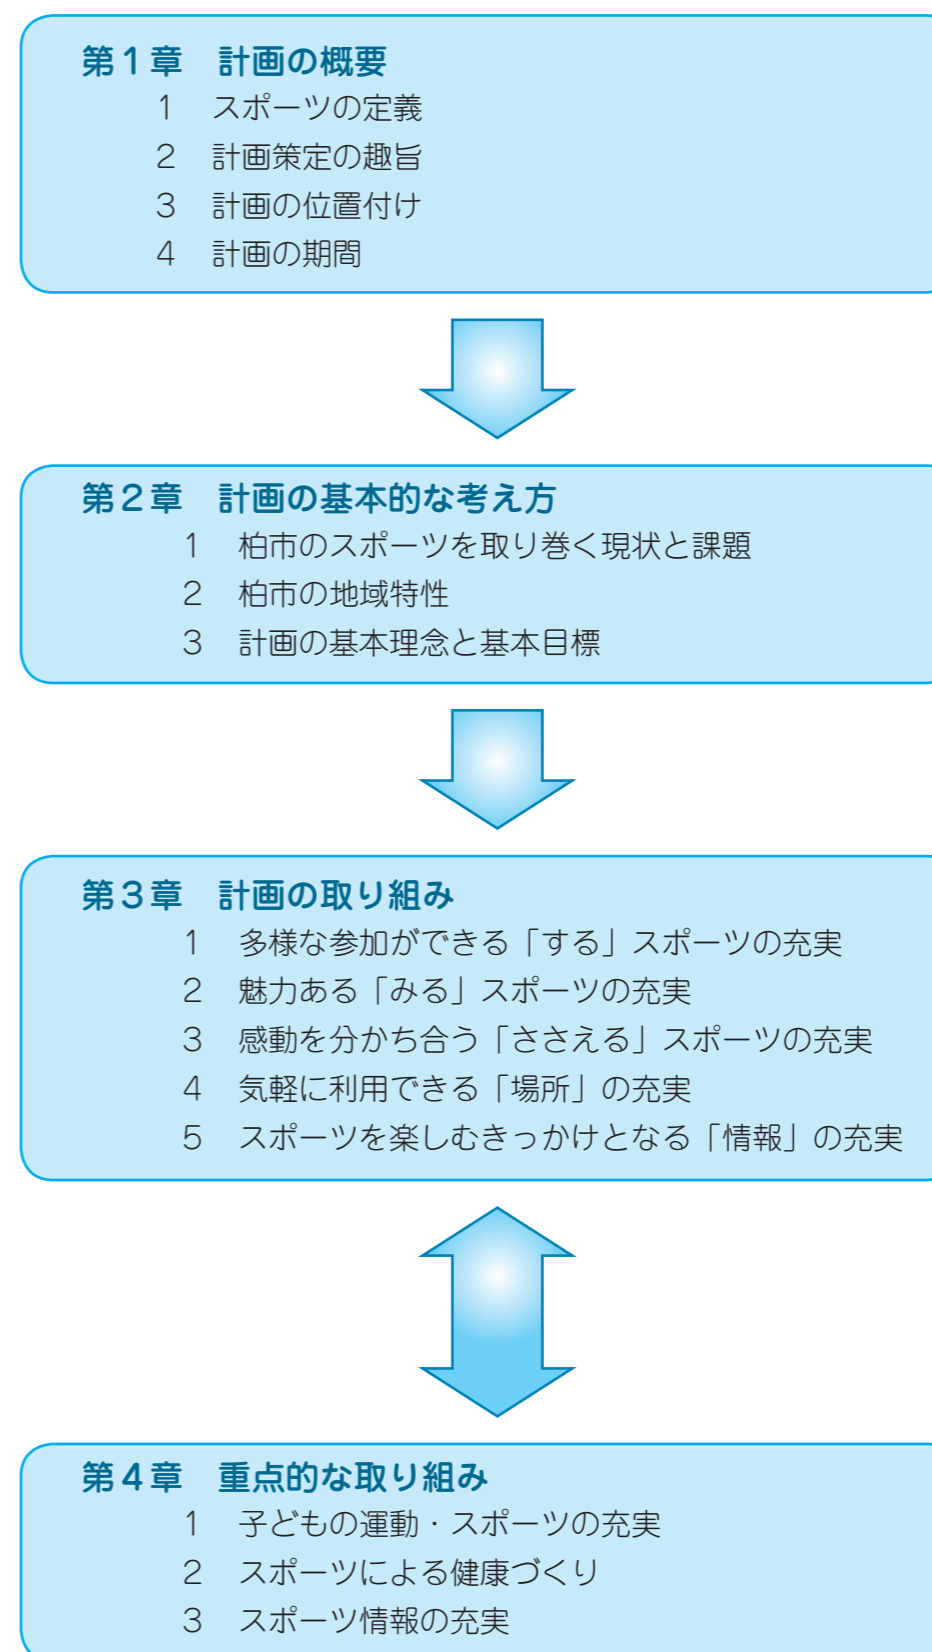 第1章　計画の概要
1　スポーツの定義
2　計画策定の趣旨
3　計画の位置付け
4　計画の期間
第2章　計画の基本的な考え方
1　柏市のスポーツを取り巻く現状と課題
2　柏市の地域特性
3　計画の基本理念と基本目標
第3章　計画の取り組み
1　多様な参加ができる「する」スポーツの充実
2　魅力ある「みる」スポーツの充実
3　感動を分かち合う「ささえる」スポーツの充実
4　気軽に利用できる「場所」の充実
5　スポーツを楽しむきっかけとなる「情報」の充実
第4章　重点的な取り組み
1　子どもの運動・スポーツの充実
2　スポーツによる健康づくり
3　スポーツ情報の充実